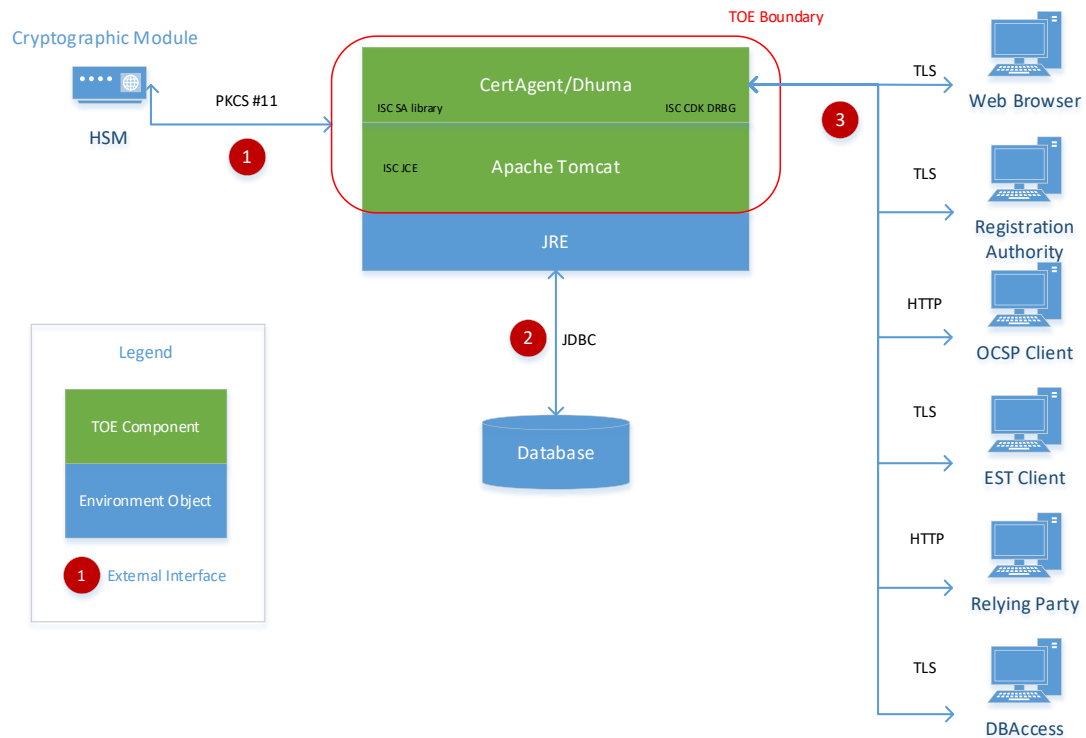 TOE Boundary
Cryptographic Module
HSM
PKCS #11
1
CertAgent/Dhuma
ISC SA library
ISC CDK DRBG
ISC JCE
Apache Tomcat
JRE
2
JDBC
Database
3
TLS
Web Browser
TLS
Registration
Authority
HTTP
OCSP Client
TLS
EST Client
HTTP
Relying Party
TLS
DBAccess
Legend
TOE Component
Environment Object
1
External Interface